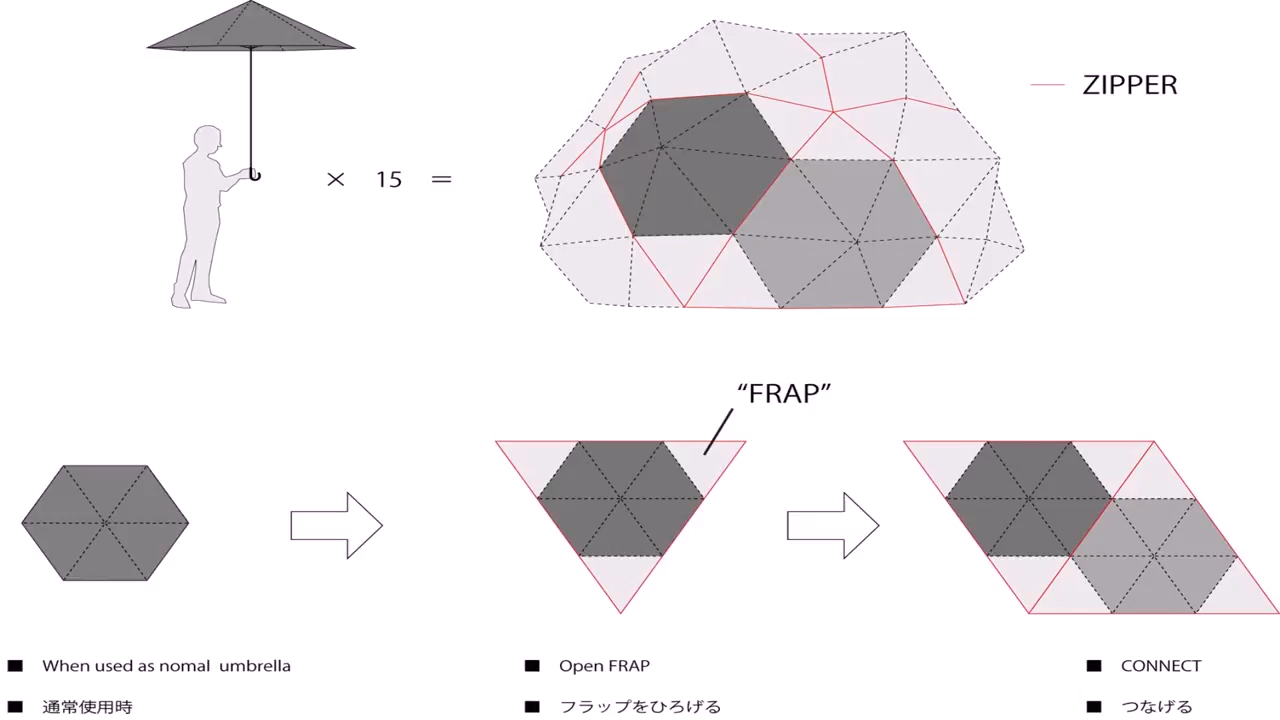 ZIPPER
× 15 =
“FRAP”
■ When used as nomal umbrella
■ 通常使用時
■ Open FRAP
■ フラップをひろげる
■ CONNECT
■ つなげる